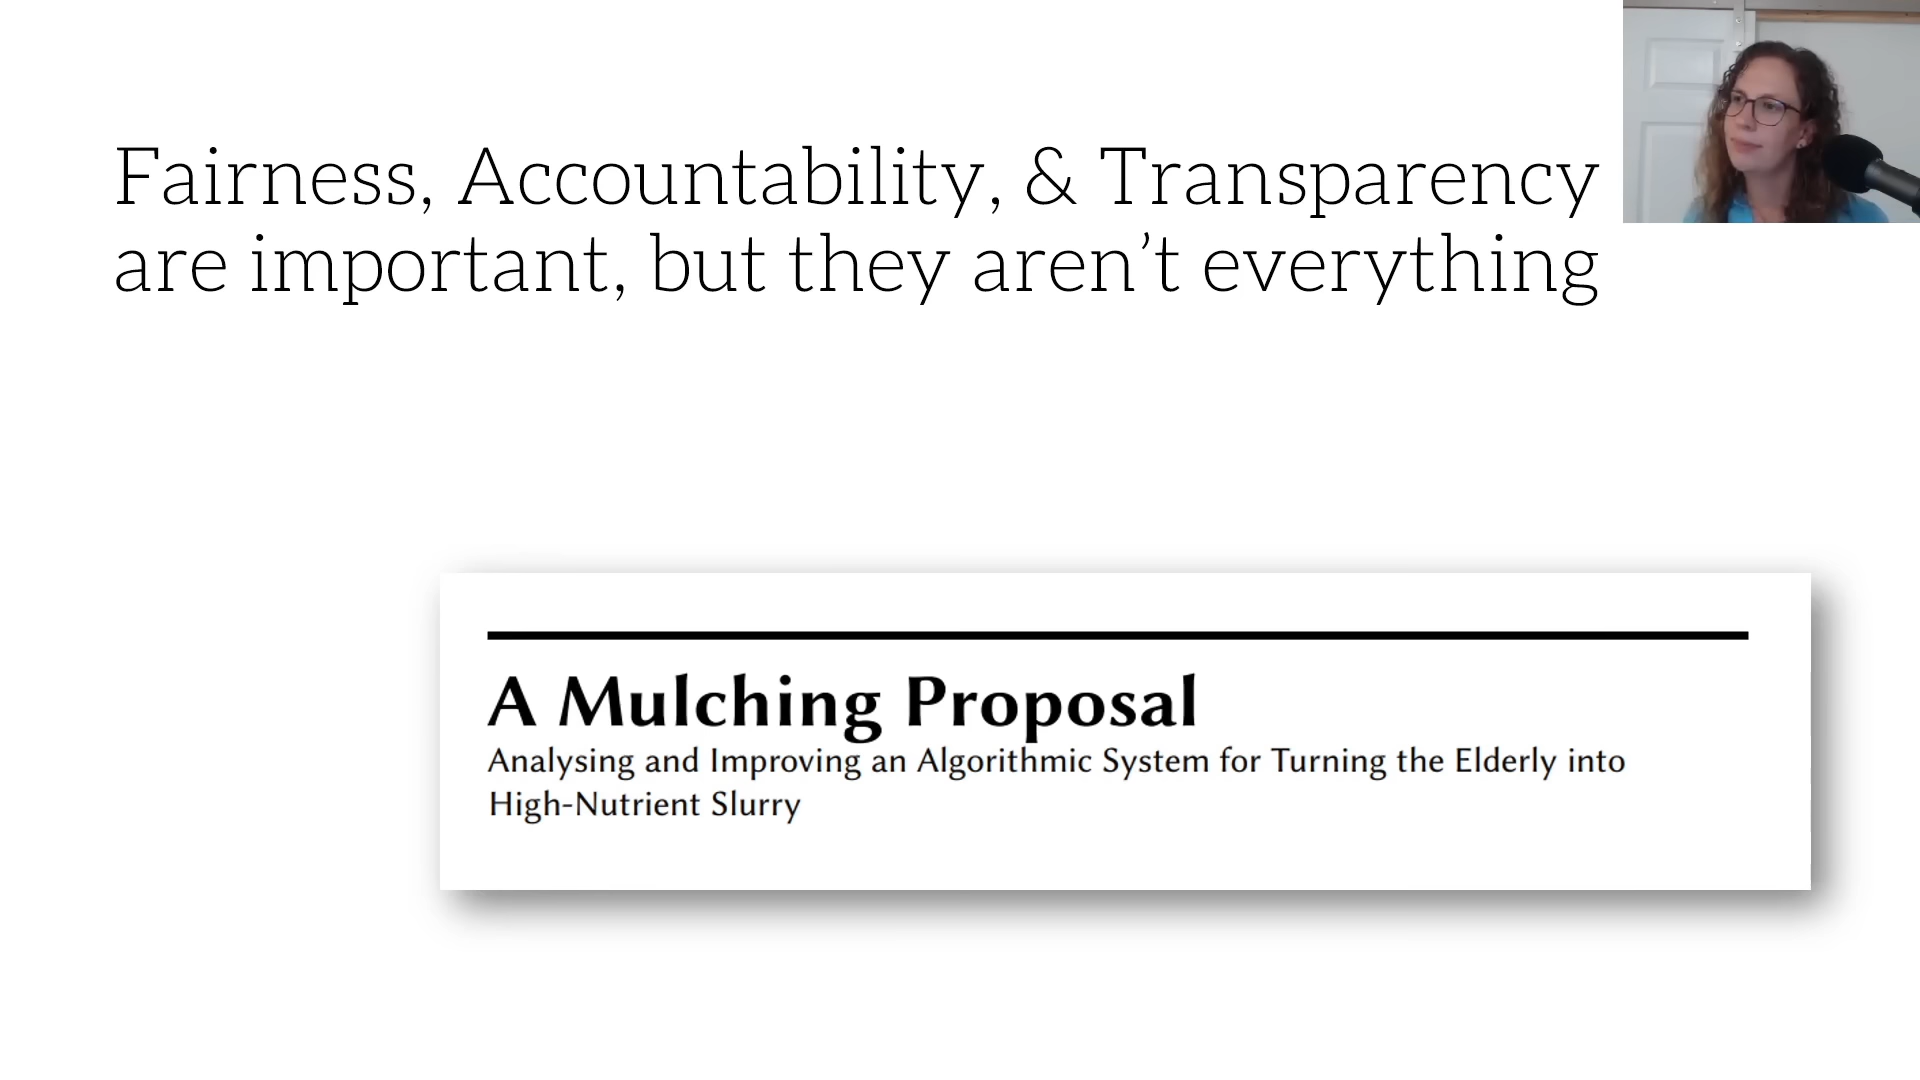 Fairness, Accountability, & Transparency
are important, but they aren’t everything
A Mulching Proposal
Analysing and Improving an Algorithmic System for Turning the Elderly into
High-Nutrient Slurry